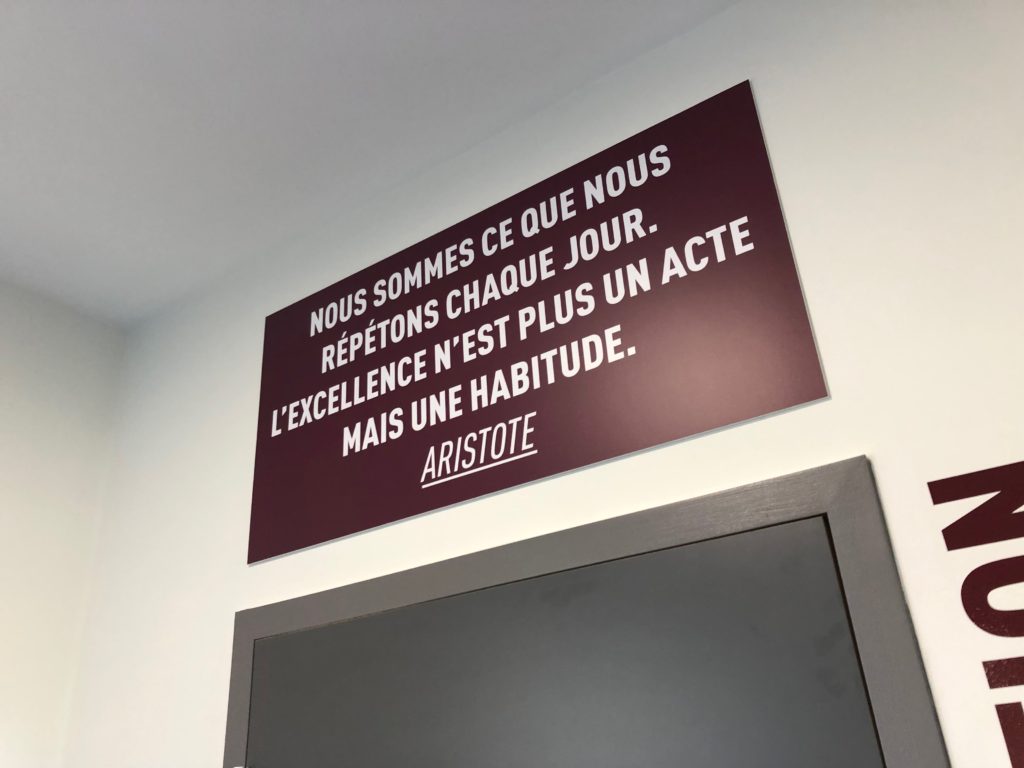 NOUS SOMMES CE QUE NOUS
RÉPÉTONS CHAQUE JOUR.
L'EXCELLENCE N'EST PLUS UN ACTE
MAIS UNE HABITUDE.
ARISTOTE